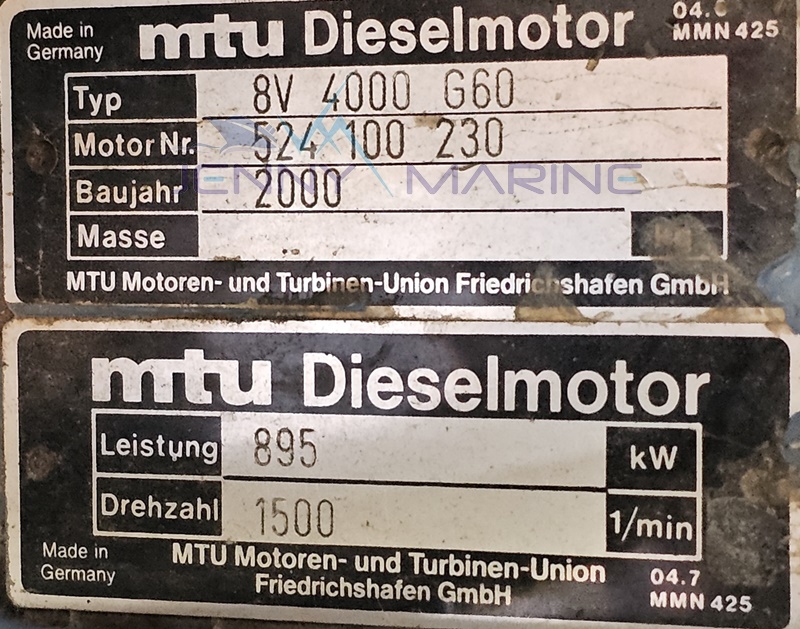 Made in
Germany
mtu Dieselmotor
MMN 425
Typ 8V 4000 G60
Motor Nr. 524 100 230
Baujahr 2000
JENNY MARINE
Masse
MTU Motoren- und Turbinen-Union Friedrichshafen GmbH
mtu Dieselmotor
Leistung 895 kW
Drehzahl 1500 1/min
Made in
Germany
MTU Motoren- und Turbinen-Union
Friedrichshafen GmbH
04.7
MMN 425